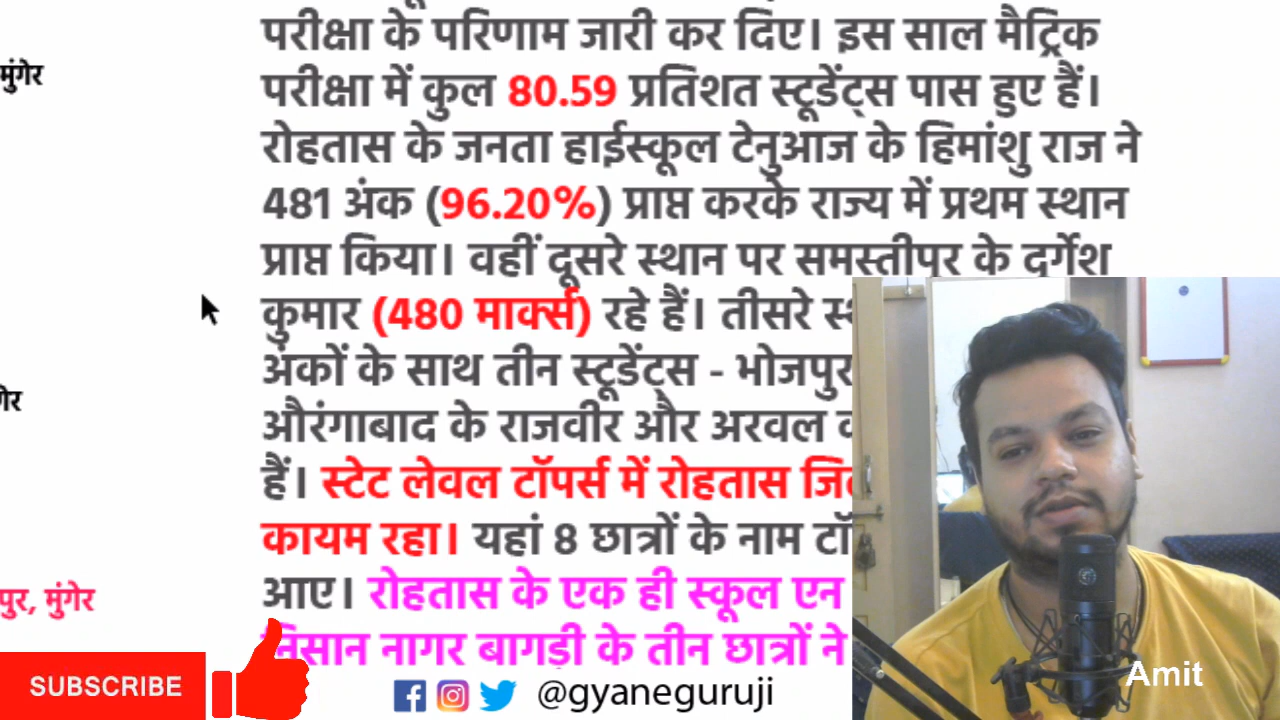 परीक्षा के परिणाम जारी कर दिए। इस साल मैट्रिक
परीक्षा में कुल 80.59 प्रतिशत स्टूडेंट्स पास हुए हैं।
रोहतास के जनता हाईस्कूल टेनुआज के हिमांशु राज ने
481 अंक (96.20%) प्राप्त करके राज्य में प्रथम स्थान
प्राप्त किया। वहीं दूसरे स्थान पर समस्तीपुर के दुर्गेश
कुमार (480 मार्क्स) रहे हैं। तीसरे
अंकों के साथ तीन स्टूडेंट्स - भोजपुर
औरंगाबाद के राजवीर और अरवल
हैं। स्टेट लेवल टॉपर्स में रोहतास
कायम रहा। यहां 8 छात्रों के नाम
आए। रोहतास के एक ही स्कूल एन
निसान नागर बागड़ी के तीन छात्रों ने
मुंगेर
पुर, मुंगेर
SUBSCRIBE
@gyaneguruji
Amit